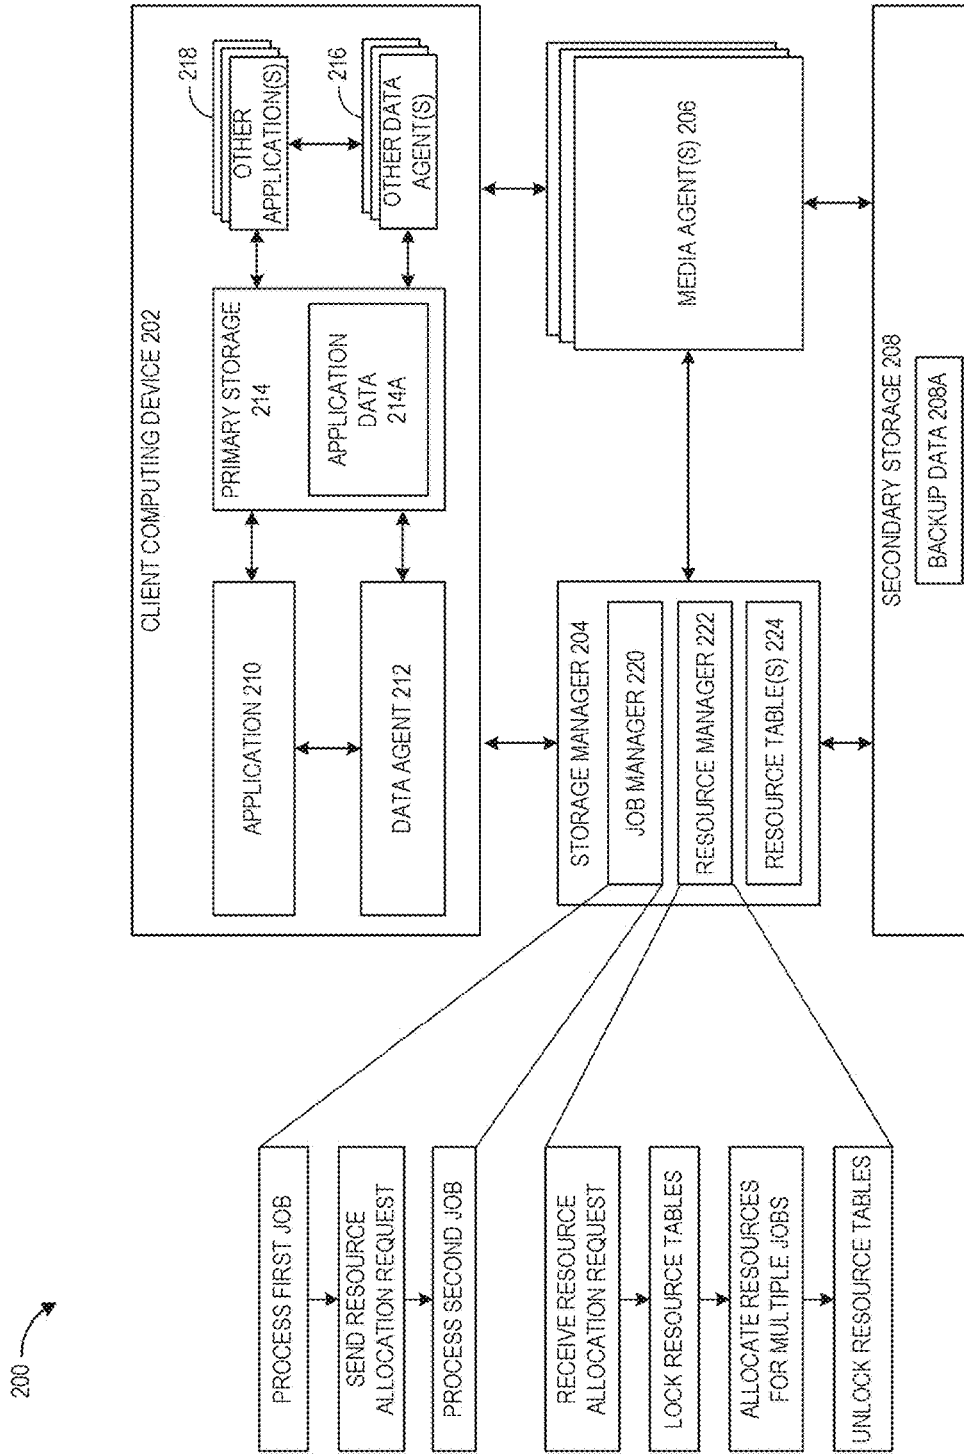 200
CLIENT COMPUTING DEVICE 202
APPLICATION 210
DATA AGENT 212
PRIMARY STORAGE
214
APPLICATION
DATA
214A
OTHER
APPLICATION(S)
218
OTHER DATA
AGENT(S)
216
STORAGE MANAGER 204
JOB MANAGER 220
RESOURCE MANAGER 222
RESOURCE TABLE(S) 224
MEDIA AGENT(S) 206
SECONDARY STORAGE 208
BACKUP DATA 208A
PROCESS FIRST JOB
SEND RESOURCE
ALLOCATION REQUEST
PROCESS SECOND JOB
RECEIVE RESOURCE
ALLOCATION REQUEST
LOCK RESOURCE TABLES
ALLOCATE RESOURCES
FOR MULTIPLE JOBS
UNLOCK RESOURCE TABLES